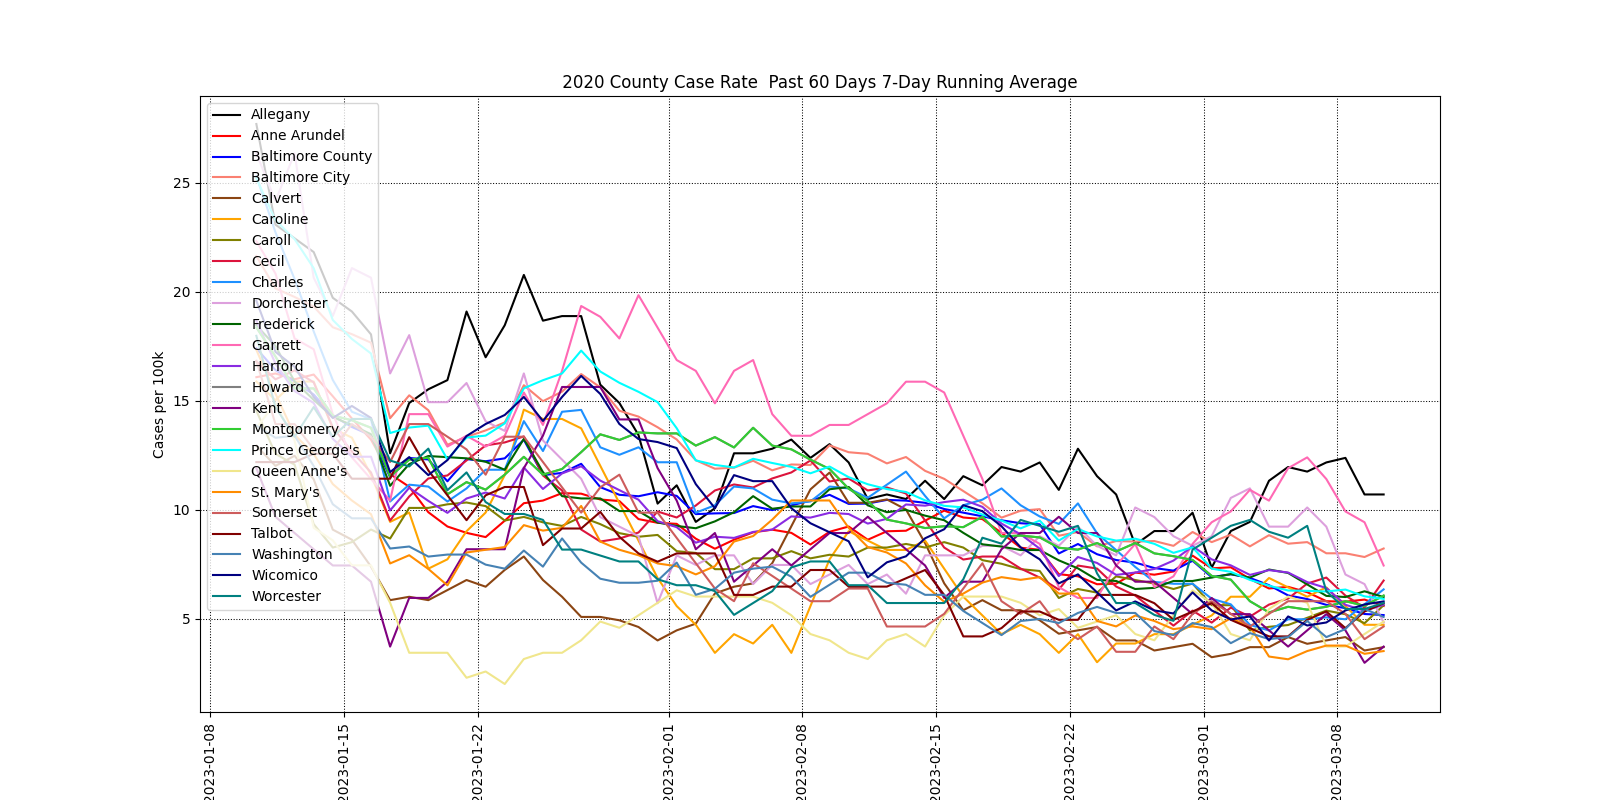 2020 County Case Rate  Past 60 Days 7-Day Running Average
Cases per 100k
25
20
15
10
5
Allegany
Anne Arundel
Baltimore County
Baltimore City
Calvert
Caroline
Caroll
Cecil
Charles
Dorchester
Frederick
Garrett
Harford
Howard
Kent
Montgomery
Prince George's
Queen Anne's
St. Mary's
Somerset
Talbot
Washington
Wicomico
Worcester
2023-01-08
2023-01-15
2023-01-22
2023-02-01
2023-02-08
2023-02-15
2023-02-22
2023-03-01
2023-03-08